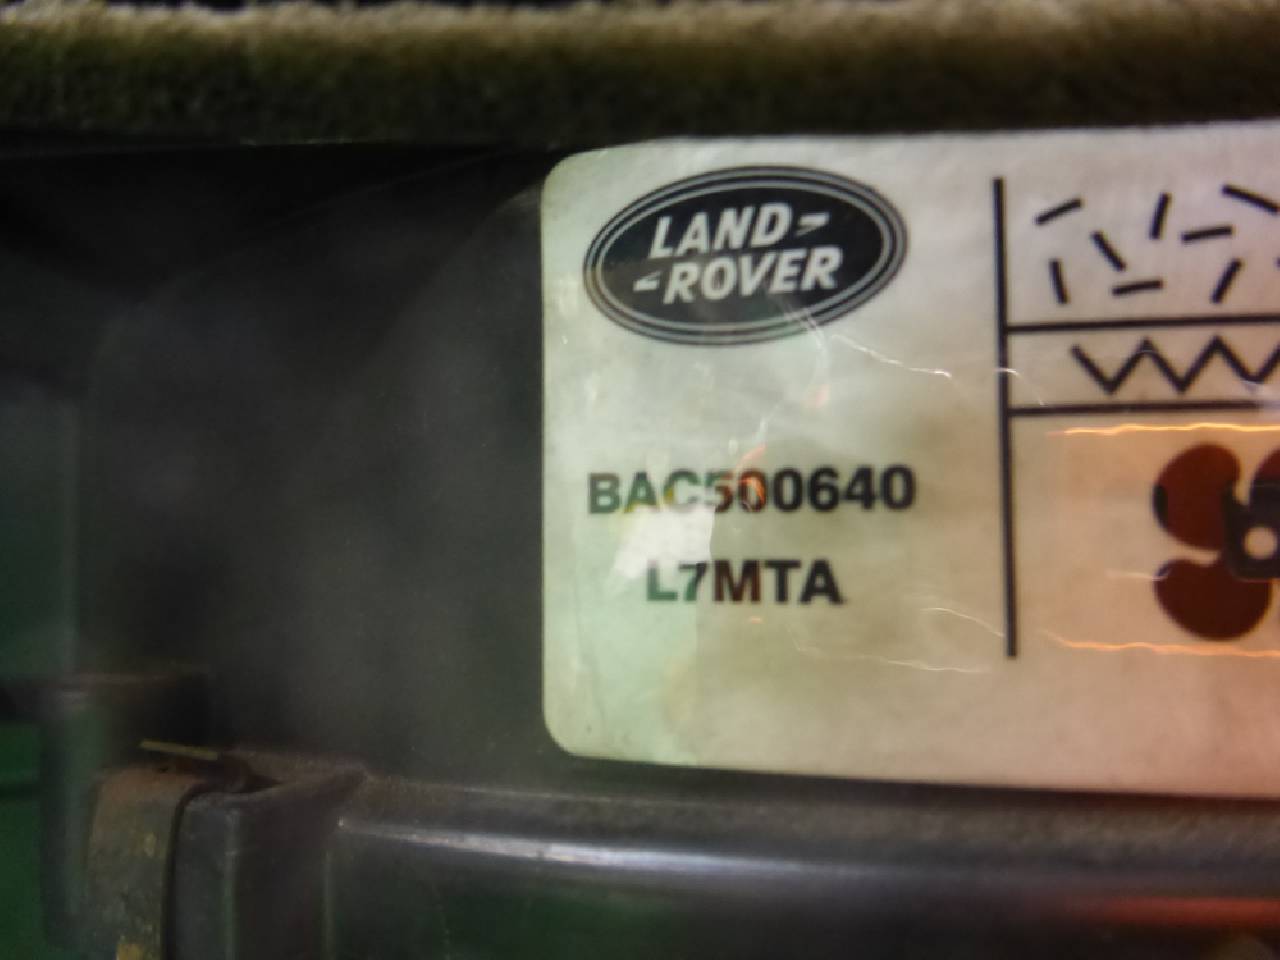 LAND-
-ROVER
BAC500640
L7MTA